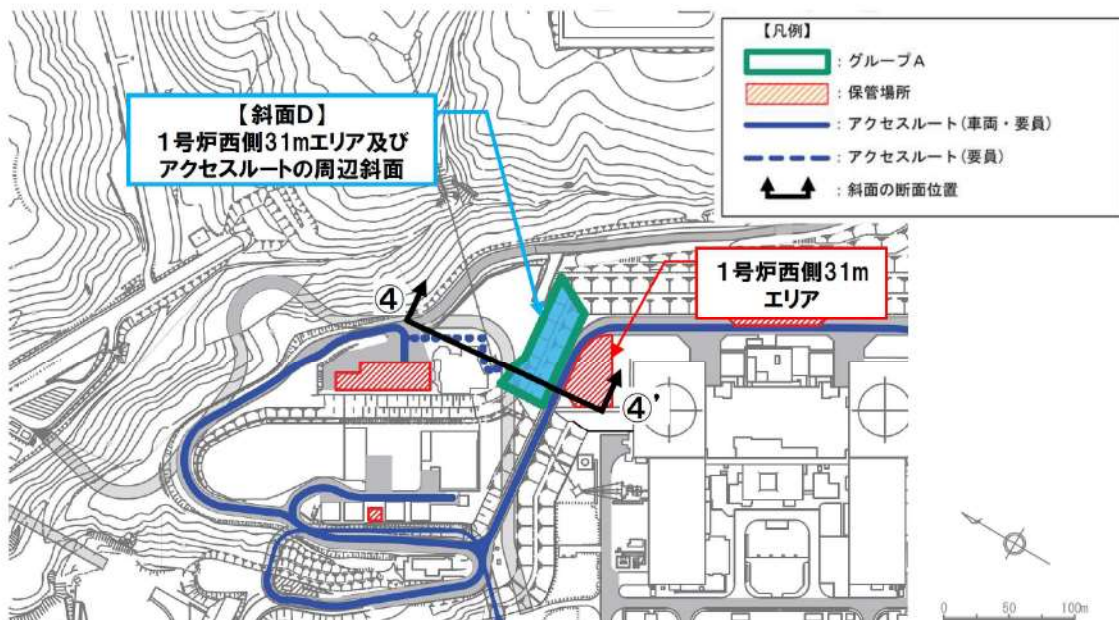 【凡例】
：グループA
：保管場所
：アクセスルート(車両・要員)
：アクセスルート(要員)
：斜面の断面位置
【斜面D】
1号炉西側31mエリア及び
アクセスルートの周辺斜面
1号炉西側31m
エリア
④
④'
0 50 100m